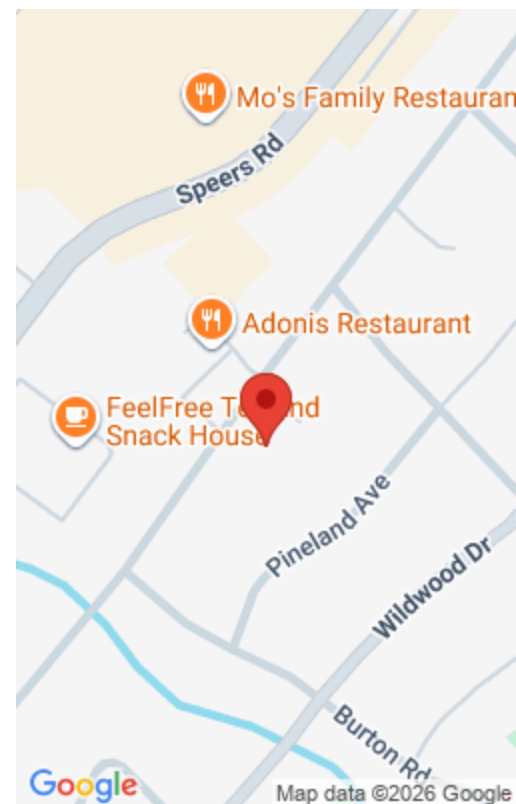 Mo's Family Restauran
Speers Rd
Adonis Restaurant
FeelFree T nd
Snack House
Pineland Ave
Wildwood Dr
Burton Rd
Google
Map data ©2026 Google